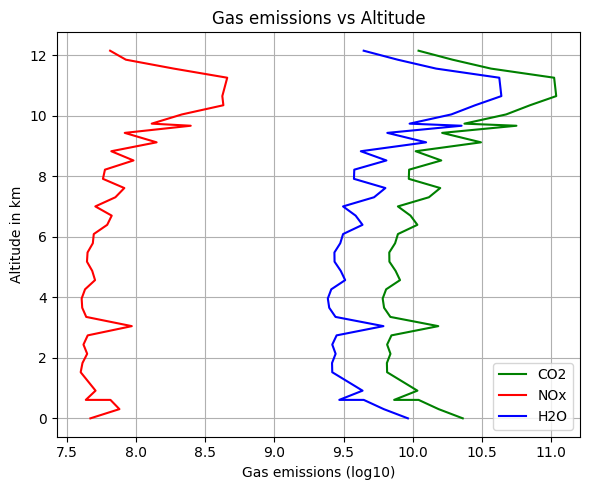 Gas emissions vs Altitude
12
10
8
6
4
2
0
Altitude in km
7.5 8.0 8.5 9.0 9.5 10.0 10.5 11.0
Gas emissions (log10)
CO2
NOx
H2O